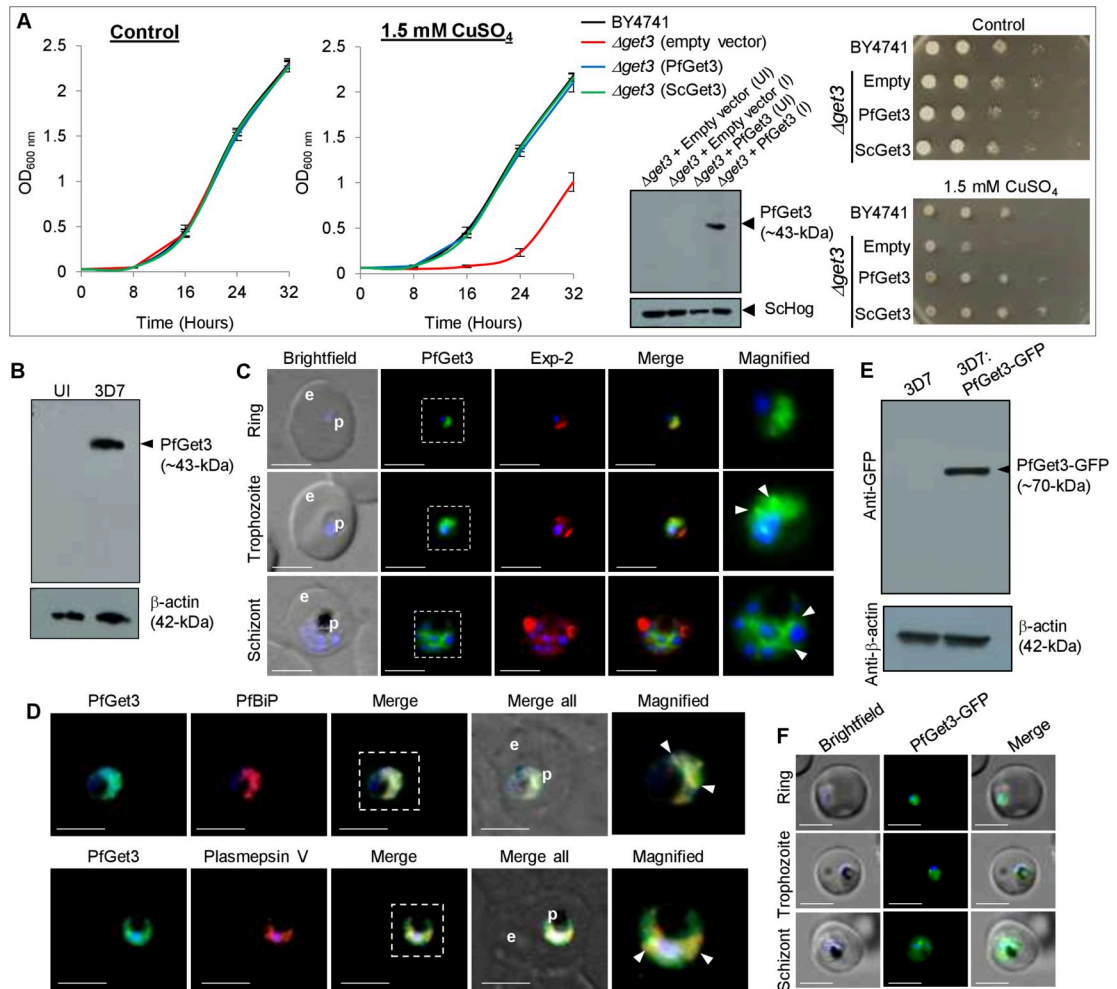 A
Control
2.5
2
1.5
1
0.5
0
OD600 nm
0 8 16 24 32
Time (Hours)
1.5 mM CuSO4
2.5
2
1.5
1
0.5
0
OD600 nm
0 8 16 24 32
Time (Hours)
BY4741
Δget3 (empty vector)
Δget3 (PfGet3)
Δget3 (ScGet3)
Δget3 + Empty vector (UI)
Δget3 + Empty vector (I)
Δget3 + PfGet3 (UI)
Δget3 + PfGet3 (I)
PfGet3
(~43-kDa)
ScHog
Control
BY4741
Δget3
Empty
PfGet3
ScGet3
1.5 mM CuSO4
BY4741
Δget3
Empty
PfGet3
ScGet3
B
UI 3D7
PfGet3
(~43-kDa)
β-actin
(42-kDa)
C
Brightfield PfGet3 Exp-2 Merge Magnified
Ring
e
p
Trophozoite
e
p
Schizont
e
p
E
3D7
3D7:
PfGet3-GFP
Anti-GFP
PfGet3-GFP
(~70-kDa)
Anti-β-actin
β-actin
(42-kDa)
D
PfGet3 PfBiP Merge Merge all Magnified
e
p
PfGet3 Plasmepsin V Merge Merge all Magnified
p
e
F
Brightfield PfGet3-GFP Merge
Ring
Trophozoite
Schizont